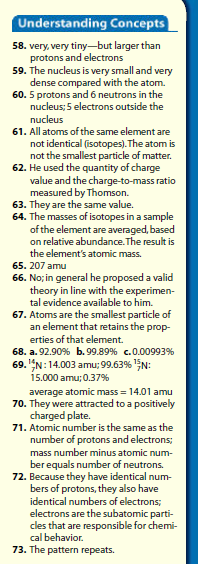 Understanding Concepts
58. very, very tiny—but larger than
protons and electrons
59. The nucleus is very small and very
dense compared with the atom.
60. 5 protons and 6 neutrons in the
nucleus; 5 electrons outside the
nucleus
61. All atoms of the same element are
not identical (isotopes). The atom is
not the smallest particle of matter.
62. He used the quantity of charge
value and the charge-to-mass ratio
measured by Thomson.
63. They are the same value.
64. The masses of isotopes in a sample
of the element are averaged, based
on relative abundance. The result is
the element's atomic mass.
65. 207 amu
66. No; in general he proposed a valid
theory in line with the experimen-
tal evidence available to him.
67. Atoms are the smallest particle of
an element that retains the prop-
erties of that element.
68. a. 92.90% b. 99.89% c. 0.00993%
69. ¹⁴₇N: 14.003 amu; 99.63% ¹⁵₇N:
15.000 amu; 0.37%
average atomic mass = 14.01 amu
70. They were attracted to a positively
charged plate.
71. Atomic number is the same as the
number of protons and electrons;
mass number minus atomic num-
ber equals number of neutrons.
72. Because they have identical num-
bers of protons, they also have
identical numbers of electrons;
electrons are the subatomic parti-
cles that are responsible for chemi-
cal behavior.
73. The pattern repeats.